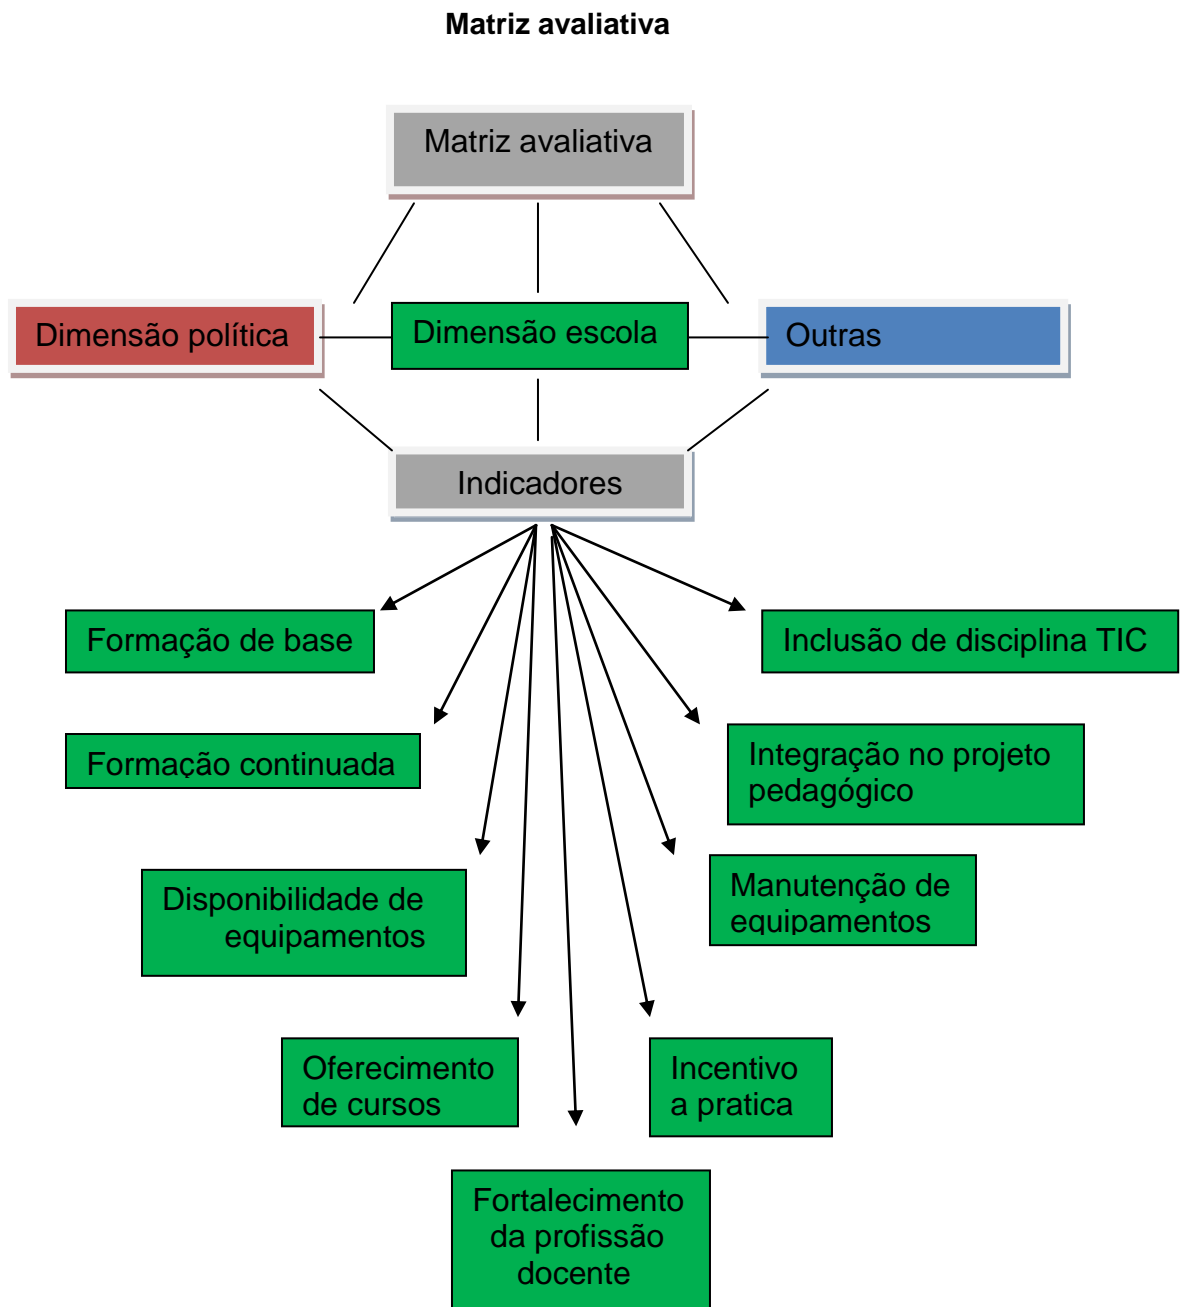 Matriz avaliativa
Matriz avaliativa
Dimensão política
Dimensão escola
Outras
Indicadores
Formação de base
Inclusão de disciplina TIC
Formação continuada
Integração no projeto
pedagógico
Disponibilidade de
equipamentos
Manutenção de
equipamentos
Oferecimento
de cursos
Incentivo
a pratica
Fortalecimento
da profissão
docente